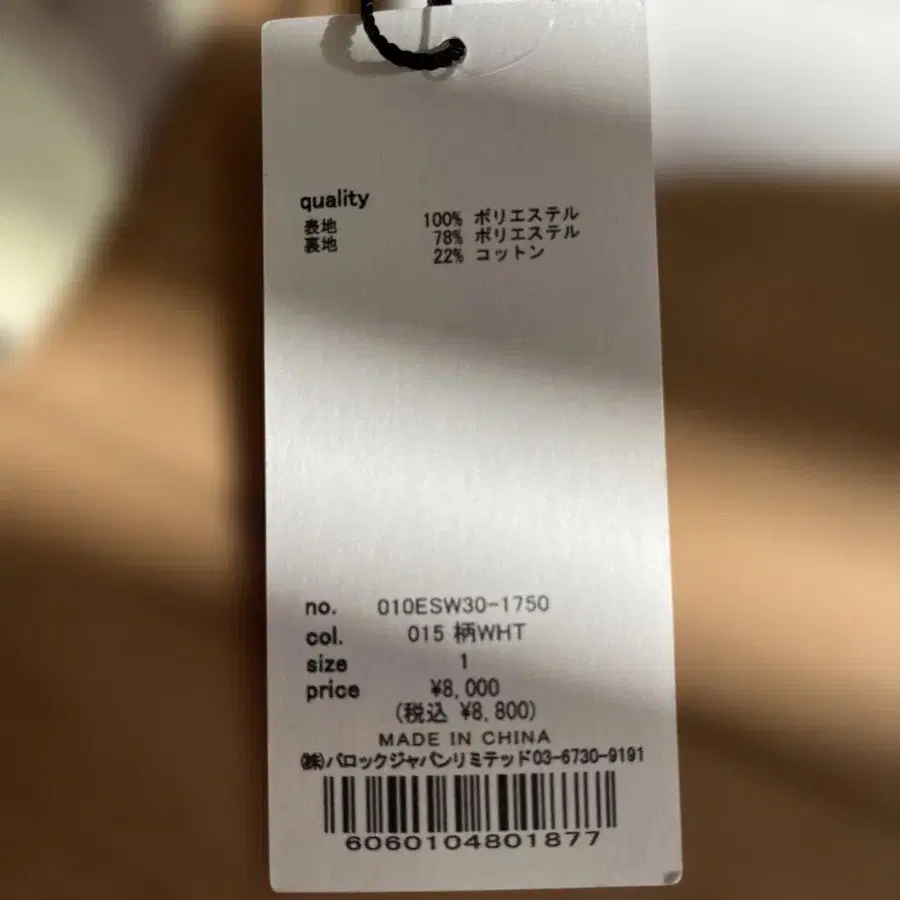 quality
表地 100% ポリエステル
裏地 78% ポリエステル
22% コットン
no. 010ESW30-1750
col. 015 柄WHT
size 1
price ¥8,000
(税込 ¥8,800)
MADE IN CHINA
㈱バロックジャパンリミテッド03-6730-9191
6060104801877